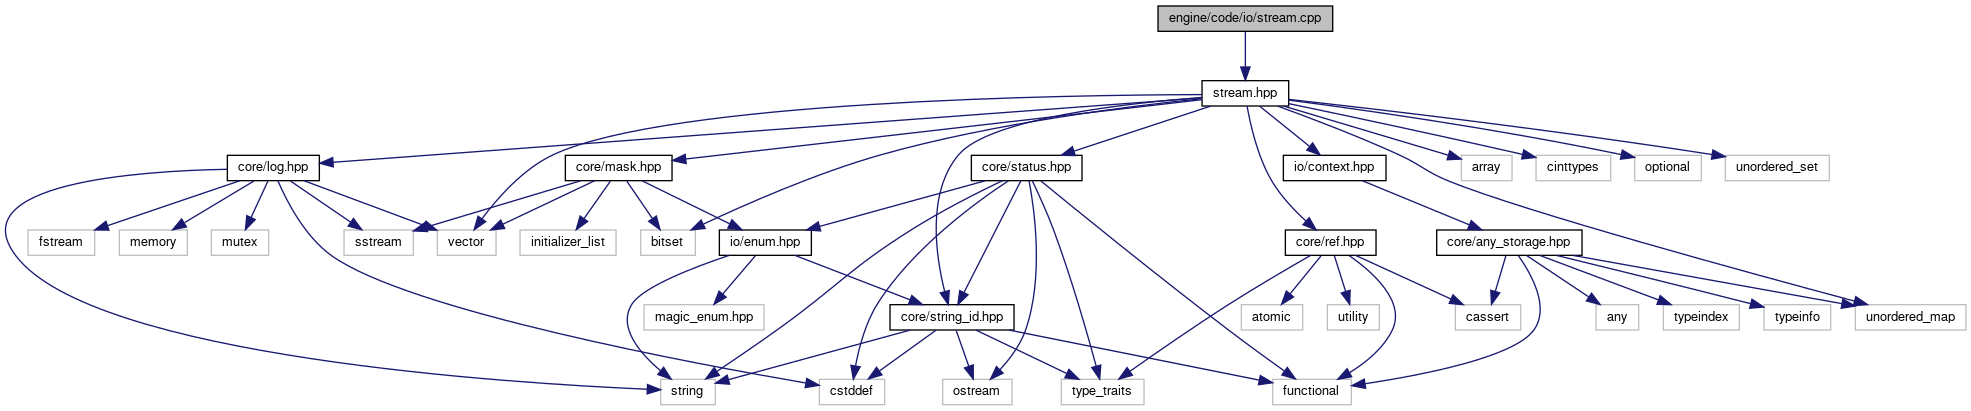 engine/code/io/stream.cpp
stream.hpp
core/log.hpp
core/mask.hpp
core/status.hpp
io/context.hpp
array
cinttypes
optional
unordered_set
fstream
memory
mutex
sstream
vector
initializer_list
bitset
io/enum.hpp
core/ref.hpp
core/any_storage.hpp
magic_enum.hpp
core/string_id.hpp
atomic
utility
cassert
any
typeindex
typeinfo
unordered_map
string
cstddef
ostream
type_traits
functional